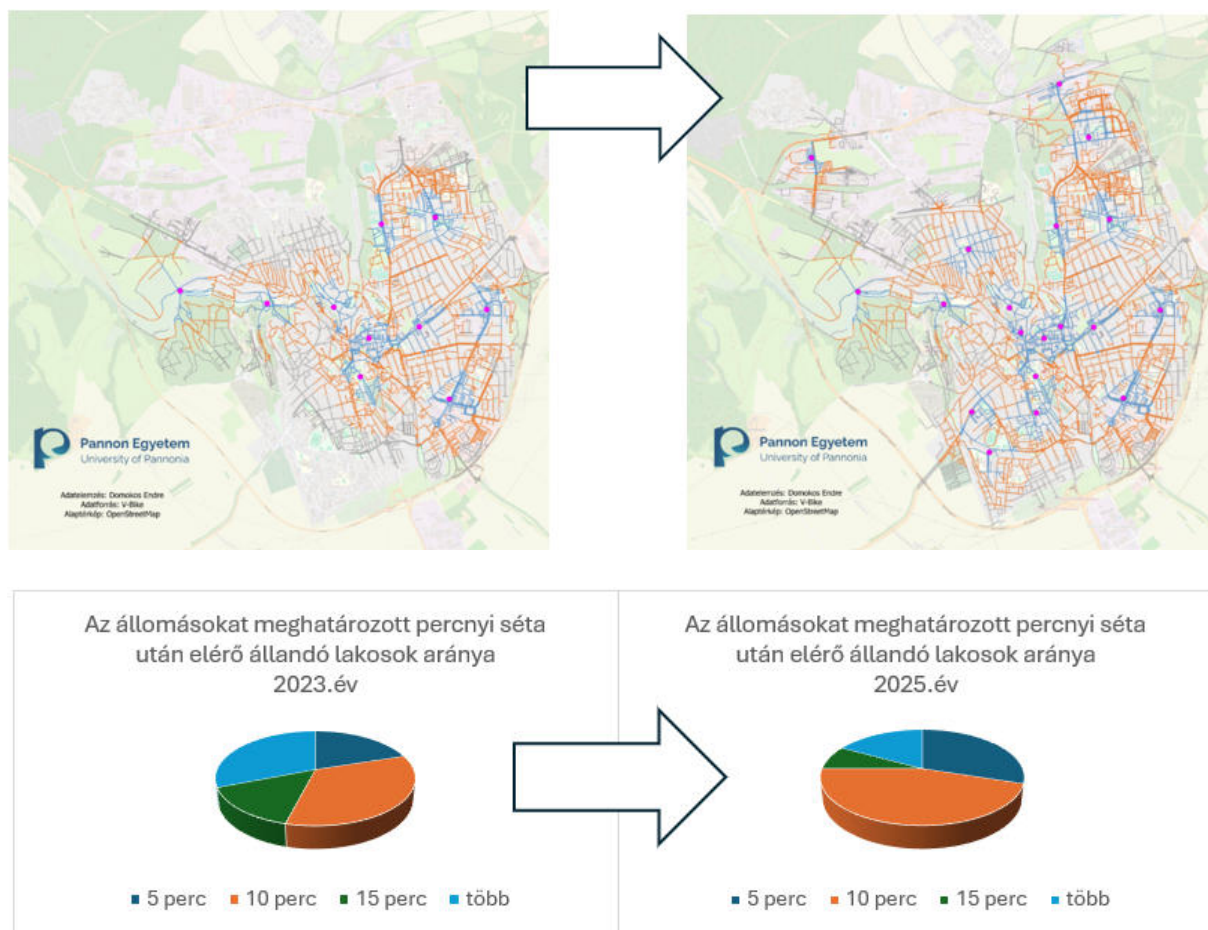 Pannon Egyetem
University of Pannonia
Adatelemzés: Domokos Endre
Adatforrás: V-Bike
Alaptérkép: OpenStreetMap
Pannon Egyetem
University of Pannonia
Adatelemzés: Domokos Endre
Adatforrás: V-Bike
Alaptérkép: OpenStreetMap
Az állomásokat meghatározott percnyi séta
után elérő állandó lakosok aránya
2023.év
5 perc 10 perc 15 perc több
Az állomásokat meghatározott percnyi séta
után elérő állandó lakosok aránya
2025.év
5 perc 10 perc 15 perc több